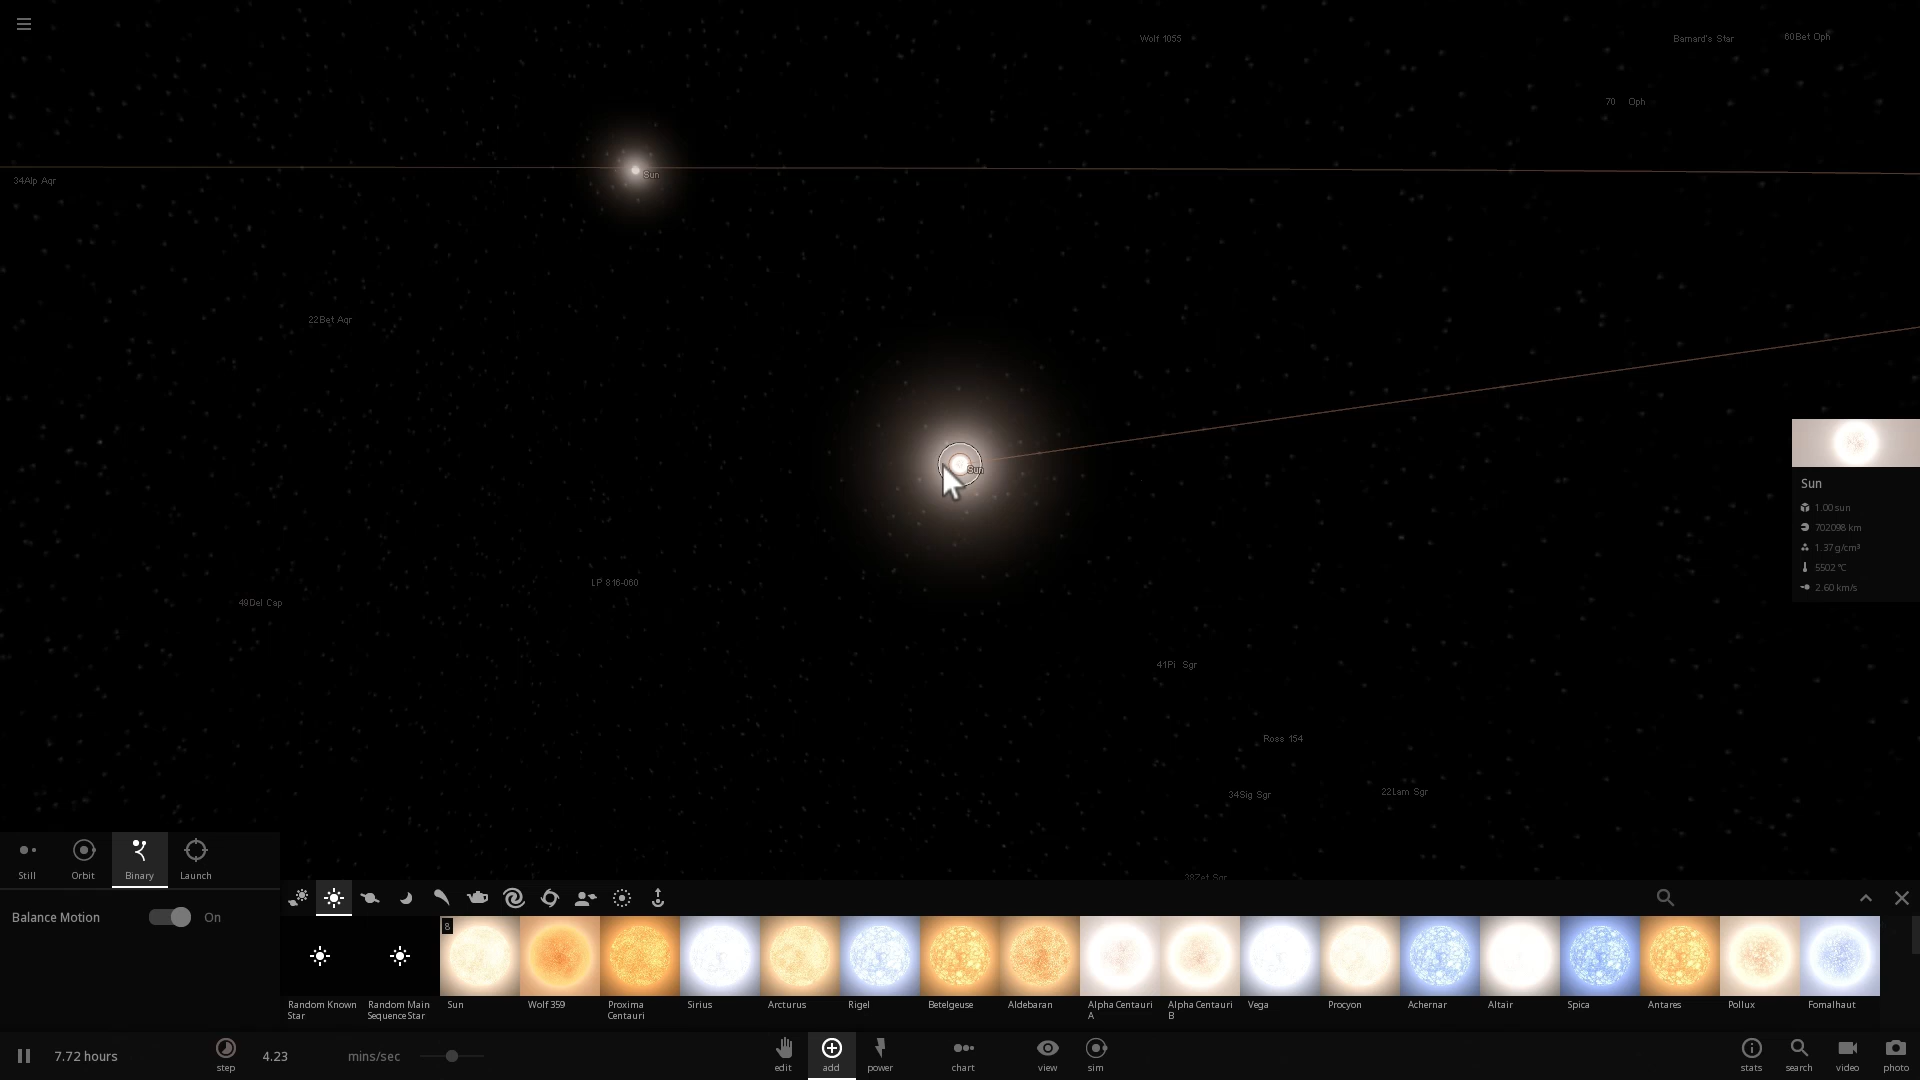 Wolf 1055
Barnard's Star
60Bet Oph
70 Oph
Sun
34Alp Aqr
22Bet Aqr
Sun
Sun
1.00 sun
702098 km
1.37 g/cm³
5502 °C
2.60 km/s
LP 816-060
49Del Cap
41Pi Sgr
Ross 154
34Sig Sgr
22Lam Sgr
38Zet Sgr
Still
Orbit
Binary
Launch
Balance Motion
On
8
Random Known
Star
Random Main
Sequence Star
Sun
Wolf 359
Proxima
Centauri
Sirius
Arcturus
Rigel
Betelgeuse
Aldebaran
Alpha Centauri
A
Alpha Centauri
B
Vega
Procyon
Achernar
Altair
Spica
Antares
Pollux
Fomalhaut
7.72 hours
step
4.23
mins/sec
edit
add
power
chart
view
sim
stats
search
video
photo